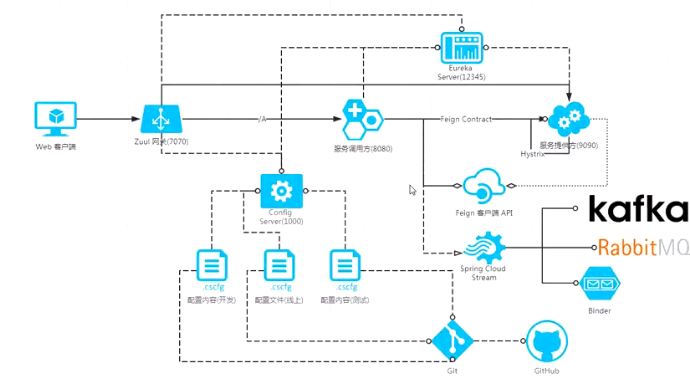 Eureka
Server(12345)
Web 客户端
Zuul 网关(7070)
/A
服务调用方(8080)
Feign Contract
服务提供方(9090)
Hystrix
Config
Server(1000)
Feign 客户端 API
kafka
RabbitMQ
Spring Cloud
Stream
Binder
.cscfg
配置内容(开发)
.cscfg
配置文件(线上)
.cscfg
配置内容(测试)
Git
GitHub